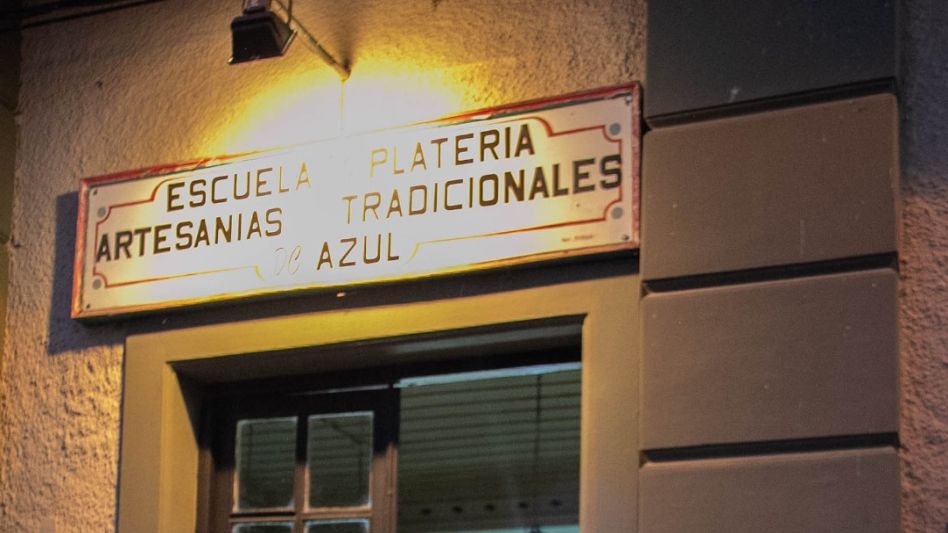 ESCUELA PLATERIA
ARTESANIAS TRADICIONALES
DE AZUL